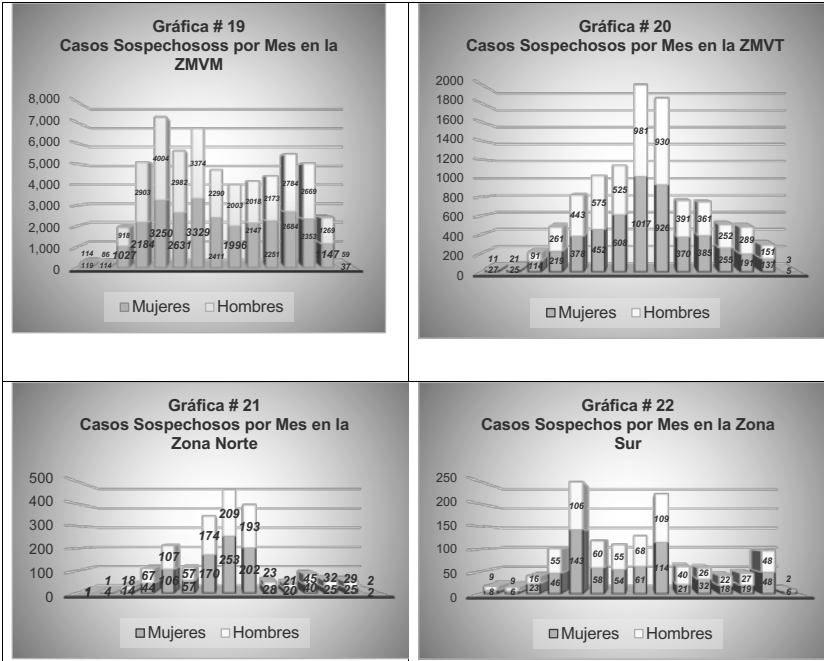 Gráfica # 19
Casos Sospechososs por Mes en la
ZMVM
8,000
7,000
6,000
5,000
4,000
3,000
2,000
1,000
0
114 86 918 2903 4004 2982 3374 2290 2003 2018 2173 2784 2669 1269 59
119 114 1027 2184 3250 2631 3329 2411 1996 2147 2251 2684 2353 147 37
Mujeres Hombres
Gráfica # 20
Casos Sospechosos por Mes en la ZMVT
2000
1800
1600
1400
1200
1000
800
600
400
200
0
11 21 91 261 443 575 525 981 930 391 361 252 289 151 3
27 25 114 219 378 452 608 1017 926 370 385 255 191 137 5
Mujeres Hombres
Gráfica # 21
Casos Sospechosos por Mes en la
Zona Norte
500
400
300
200
100
0
1 18 67 107 57 174 209 193 23 21 45 32 29 2
1 4 14 44 106 57 170 253 202 28 20 40 25 25 2
Mujeres Hombres
Gráfica # 22
Casos Sospechos por Mes en la Zona
Sur
250
200
150
100
50
0
9 9 16 55 106 60 55 68 109 40 26 22 27 48 2
8 6 23 46 143 58 54 61 114 21 32 18 19 48 6
Mujeres Hombres